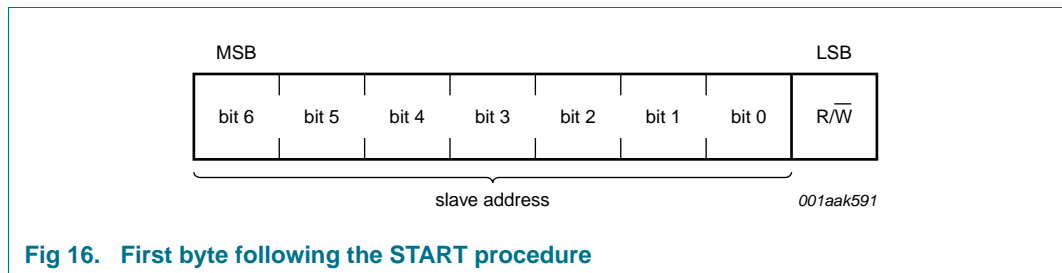 MSB LSB
bit 6 bit 5 bit 4 bit 3 bit 2 bit 1 bit 0 R/W̅
slave address 001aak591
Fig 16. First byte following the START procedure